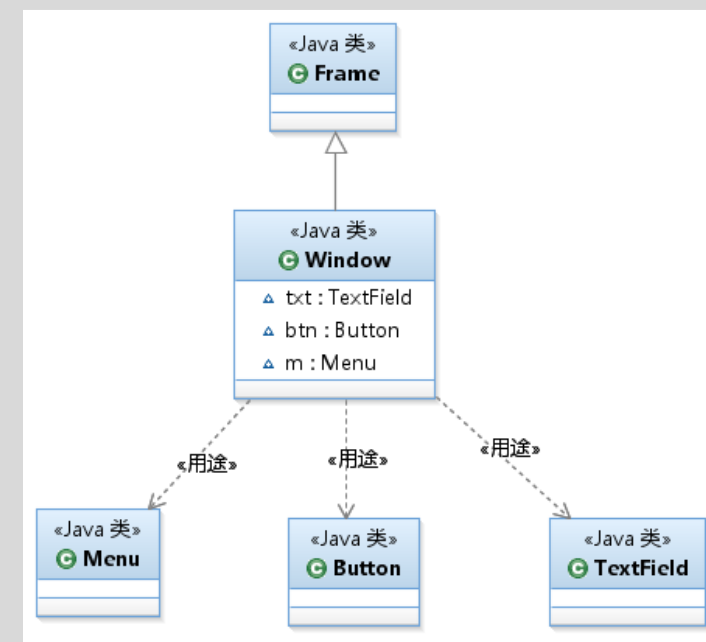 «Java 类»
Frame
«Java 类»
Window
txt : TextField
btn : Button
m : Menu
«用途»
«用途»
«用途»
«Java 类»
Menu
«Java 类»
Button
«Java 类»
TextField